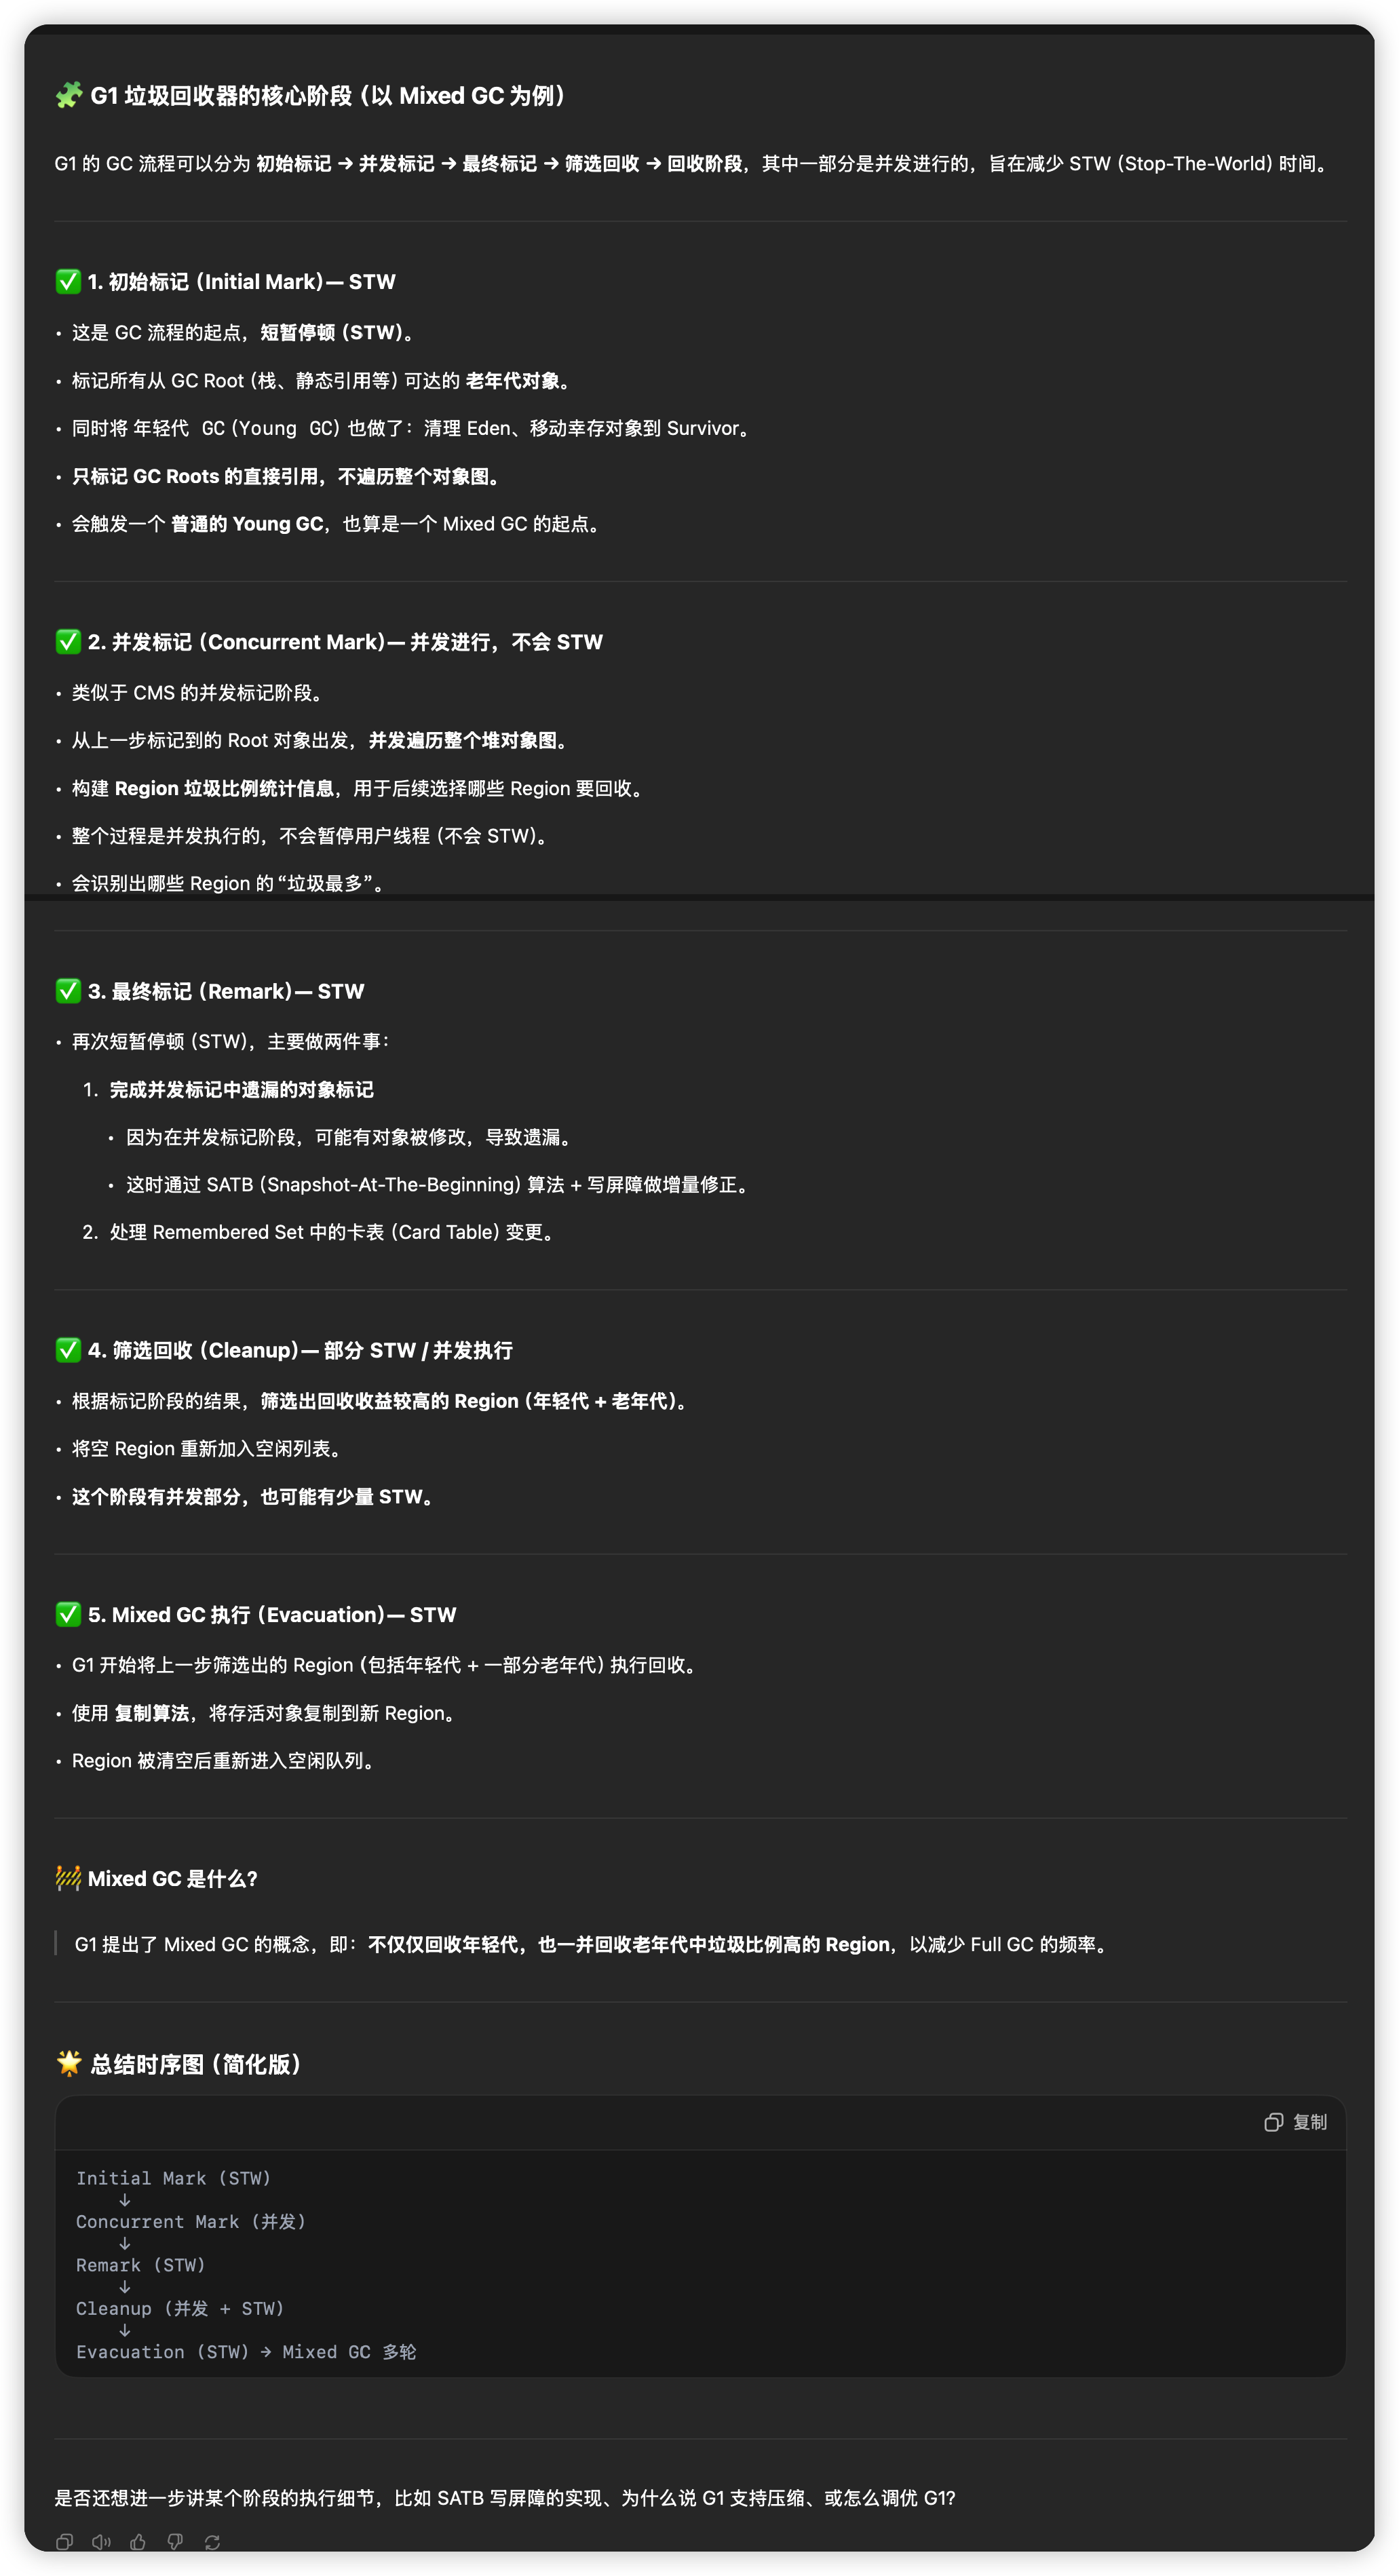 🧩 G1 垃圾回收器的核心阶段（以 Mixed GC 为例）
G1 的 GC 流程可以分为 初始标记 → 并发标记 → 最终标记 → 筛选回收 → 回收阶段，其中一部分是并发进行的，旨在减少 STW（Stop-The-World）时间。
✅ 1. 初始标记（Initial Mark）— STW
• 这是 GC 流程的起点，短暂停顿（STW）。
• 标记所有从 GC Root（栈、静态引用等）可达的 老年代对象。
• 同时将 年轻代 GC（Young GC）也做了：清理 Eden、移动幸存对象到 Survivor。
• 只标记 GC Roots 的直接引用，不遍历整个对象图。
• 会触发一个 普通的 Young GC，也算是一个 Mixed GC 的起点。
✅ 2. 并发标记（Concurrent Mark）— 并发进行，不会 STW
• 类似于 CMS 的并发标记阶段。
• 从上一步标记到的 Root 对象出发，并发遍历整个堆对象图。
• 构建 Region 垃圾比例统计信息，用于后续选择哪些 Region 要回收。
• 整个过程是并发执行的，不会暂停用户线程（不会 STW）。
• 会识别出哪些 Region 的“垃圾最多”。
✅ 3. 最终标记（Remark）— STW
• 再次短暂停顿（STW），主要做两件事：
1. 完成并发标记中遗漏的对象标记
• 因为在并发标记阶段，可能有对象被修改，导致遗漏。
• 这时通过 SATB（Snapshot-At-The-Beginning）算法 + 写屏障做增量修正。
2. 处理 Remembered Set 中的卡表（Card Table）变更。
✅ 4. 筛选回收（Cleanup）— 部分 STW / 并发执行
• 根据标记阶段的结果，筛选出回收收益较高的 Region（年轻代 + 老年代）。
• 将空 Region 重新加入空闲列表。
• 这个阶段有并发部分，也可能有少量 STW。
✅ 5. Mixed GC 执行（Evacuation）— STW
• G1 开始将上一步筛选出的 Region（包括年轻代 + 一部分老年代）执行回收。
• 使用 复制算法，将存活对象复制到新 Region。
• Region 被清空后重新进入空闲队列。
🚧 Mixed GC 是什么?
G1 提出了 Mixed GC 的概念，即：不仅仅回收年轻代，也一并回收老年代中垃圾比例高的 Region，以减少 Full GC 的频率。
🌟 总结时序图（简化版）
复制
Initial Mark (STW)
↓
Concurrent Mark (并发)
↓
Remark (STW)
↓
Cleanup (并发 + STW)
↓
Evacuation (STW) → Mixed GC 多轮
是否还想进一步讲某个阶段的执行细节，比如 SATB 写屏障的实现、为什么说 G1 支持压缩、或怎么调优 G1?